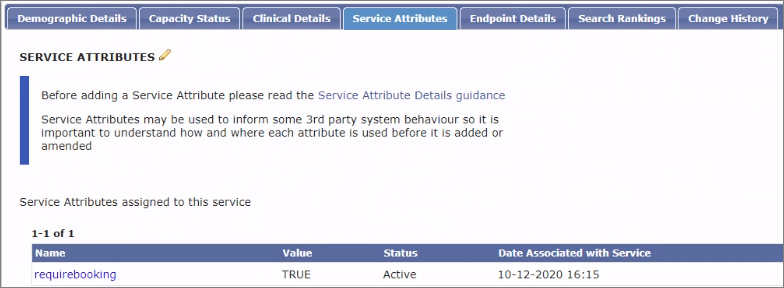 Demographic Details Capacity Status Clinical Details Service Attributes Endpoint Details Search Rankings Change History
SERVICE ATTRIBUTES
Before adding a Service Attribute please read the Service Attribute Details guidance
Service Attributes may be used to inform some 3rd party system behaviour so it is
important to understand how and where each attribute is used before it is added or
amended
Service Attributes assigned to this service
1-1 of 1
Name Value Status Date Associated with Service
requirebooking TRUE Active 10-12-2020 16:15